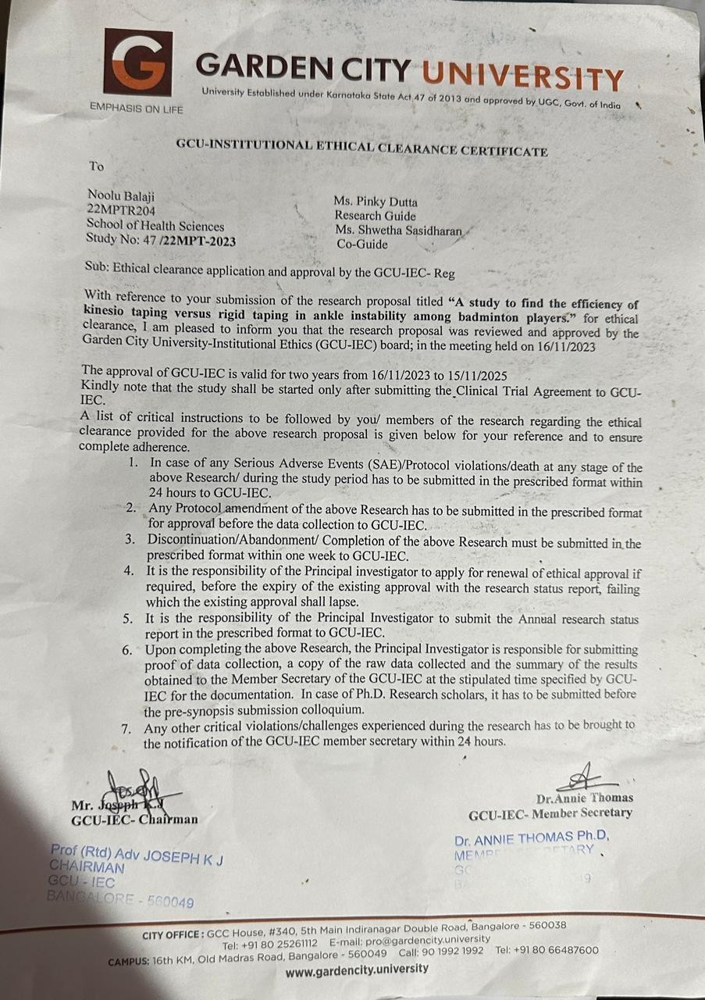 G
EMPHASIS ON LIFE
GARDEN CITY UNIVERSITY
University Established under Karnataka State Act 47 of 2013 and approved by UGC, Govt. of India
GCU-INSTITUTIONAL ETHICAL CLEARANCE CERTIFICATE
To
Noolu Balaji
22MPTR204
School of Health Sciences
Study No: 47 /22MPT-2023
Ms. Pinky Dutta
Research Guide
Ms. Shwetha Sasidharan
Co-Guide
Sub: Ethical clearance application and approval by the GCU-IEC- Reg
With reference to your submission of the research proposal titled “A study to find the efficiency of
kinesio taping versus rigid taping in ankle instability among badminton players.” for ethical
clearance, I am pleased to inform you that the research proposal was reviewed and approved by the
Garden City University-Institutional Ethics (GCU-IEC) board; in the meeting held on 16/11/2023
The approval of GCU-IEC is valid for two years from 16/11/2023 to 15/11/2025
Kindly note that the study shall be started only after submitting the Clinical Trial Agreement to GCU-
IEC.
A list of critical instructions to be followed by you/ members of the research regarding the ethical
clearance provided for the above research proposal is given below for your reference and to ensure
complete adherence.
1. In case of any Serious Adverse Events (SAE)/Protocol violations/death at any stage of the
above Research/ during the study period has to be submitted in the prescribed format within
24 hours to GCU-IEC.
2. Any Protocol amendment of the above Research has to be submitted in the prescribed format
for approval before the data collection to GCU-IEC.
3. Discontinuation/Abandonment/ Completion of the above Research must be submitted in the
prescribed format within one week to GCU-IEC.
4. It is the responsibility of the Principal investigator to apply for renewal of ethical approval if
required, before the expiry of the existing approval with the research status report, failing
which the existing approval shall lapse.
5. It is the responsibility of the Principal Investigator to submit the Annual research status
report in the prescribed format to GCU-IEC.
6. Upon completing the above Research, the Principal Investigator is responsible for submitting
proof of data collection, a copy of the raw data collected and the summary of the results
obtained to the Member Secretary of the GCU-IEC at the stipulated time specified by GCU-
IEC for the documentation. In case of Ph.D. Research scholars, it has to be submitted before
the pre-synopsis submission colloquium.
7. Any other critical violations/challenges experienced during the research has to be brought to
the notification of the GCU-IEC member secretary within 24 hours.
Joseph
Mr. Joseph K.J
GCU-IEC- Chairman
Prof (Rtd) Adv JOSEPH K J
CHAIRMAN
GCU - IEC
BANGALORE - 560049
Dr.Annie Thomas
GCU-IEC- Member Secretary
Dr. ANNIE THOMAS Ph.D,
CITY OFFICE : GCC House, #340, 5th Main Indiranagar Double Road, Bangalore - 560038
Tel: +91 80 25261112 E-mail: pro@gardencity.university
CAMPUS: 16th KM, Old Madras Road, Bangalore - 560049 Call: 90 1992 1992 Tel: +91 80 66487600
www.gardencity.university